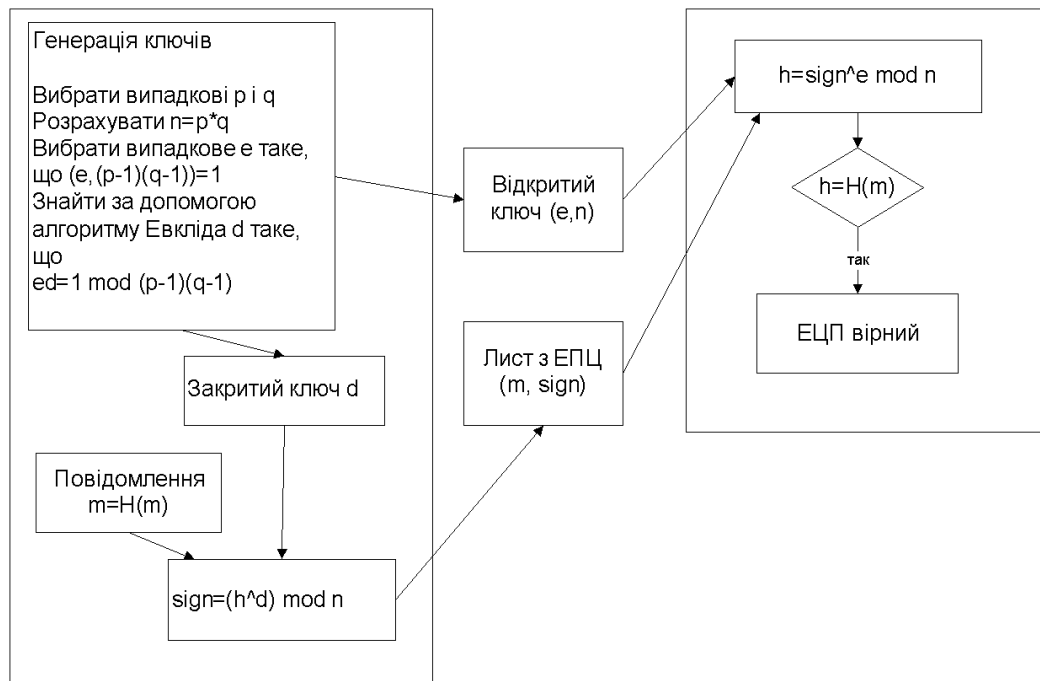 Генерація ключів
Вибрати випадкові p і q
Розрахувати n=p*q
Вибрати випадкове e таке,
що (e,(p-1)(q-1))=1
Знайти за допомогою
алгоритму Евкліда d таке,
що
ed=1 mod (p-1)(q-1)
Закритий ключ d
Повідомлення
m=H(m)
sign=(h^d) mod n
Відкритий
ключ (e,n)
Лист з ЕПЦ
(m, sign)
h=sign^e mod n
h=H(m)
так
ЕЦП вірний